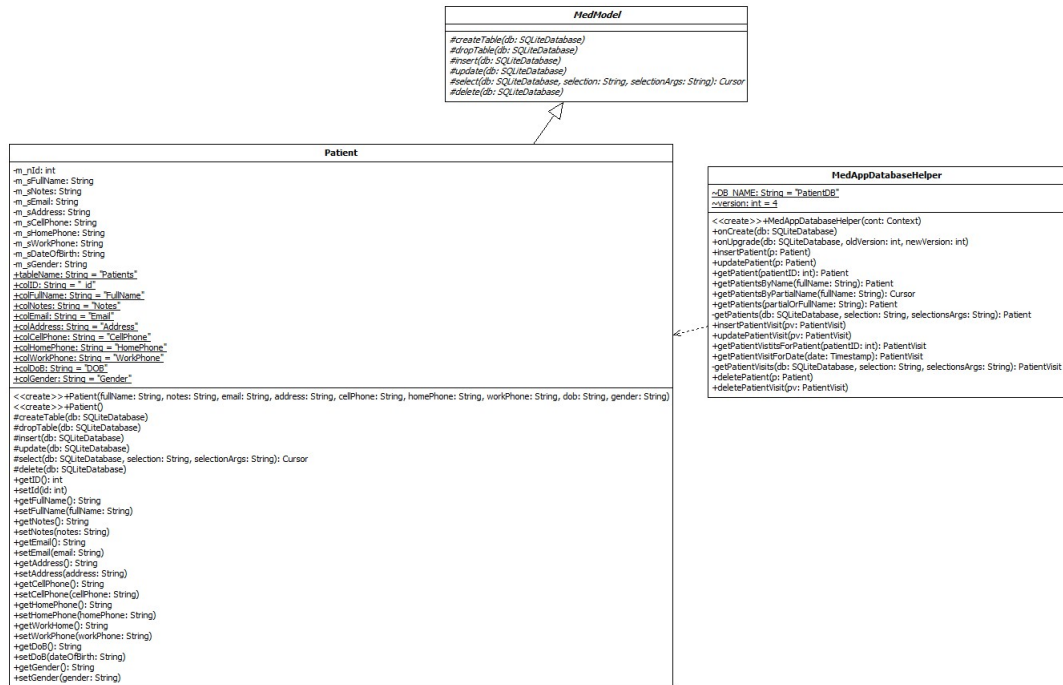 MedModel
#createTable(db: SQLiteDatabase)
#dropTable(db: SQLiteDatabase)
#insert(db: SQLiteDatabase)
#update(db: SQLiteDatabase)
#select(db: SQLiteDatabase, selection: String, selectionArgs: String): Cursor
#delete(db: SQLiteDatabase)
Patient
-m_nId: int
-m_sFullName: String
-m_sNotes: String
-m_sEmail: String
-m_sAddress: String
-m_sCellPhone: String
-m_sHomePhone: String
-m_sWorkPhone: String
-m_sDateOfBirth: String
-m_sGender: String
+tableName: String = "Patients"
+colID: String = "_id"
+colFullName: String = "FullName"
+colNotes: String = "Notes"
+colEmail: String = "Email"
+colAddress: String = "Address"
+colCellPhone: String = "CellPhone"
+colHomePhone: String = "HomePhone"
+colWorkPhone: String = "WorkPhone"
+colDoB: String = "DOB"
+colGender: String = "Gender"
<<create>>+Patient(fullName: String, notes: String, email: String, address: String, cellPhone: String, homePhone: String, workPhone: String, dob: String, gender: String)
<<create>>+Patient()
#createTable(db: SQLiteDatabase)
#dropTable(db: SQLiteDatabase)
#insert(db: SQLiteDatabase)
#update(db: SQLiteDatabase)
#select(db: SQLiteDatabase, selection: String, selectionArgs: String): Cursor
#delete(db: SQLiteDatabase)
+getID(): int
+setId(id: int)
+getFullName(): String
+setFullName(fullName: String)
+getNotes(): String
+setNotes(notes: String)
+getEmail(): String
+setEmail(email: String)
+getAddress(): String
+setAddress(address: String)
+getCellPhone(): String
+setCellPhone(cellPhone: String)
+getHomePhone(): String
+setHomePhone(homePhone: String)
+getWorkHome(): String
+setWorkPhone(workPhone: String)
+getDoB(): String
+setDoB(dateOfBirth: String)
+getGender(): String
+setGender(gender: String)
MedAppDatabaseHelper
~DB_NAME: String = "PatientDB"
~version: int = 4
<<create>>+MedAppDatabaseHelper(cont: Context)
+onCreate(db: SQLiteDatabase)
+onUpgrade(db: SQLiteDatabase, oldVersion: int, newVersion: int)
+insertPatient(p: Patient)
+updatePatient(p: Patient)
+getPatient(patientID: int): Patient
+getPatientsByName(fullName: String): Patient
+getPatientsByPartialName(fullName: String): Cursor
+getPatients(partialOrFullName: String): Patient
-getPatients(db: SQLiteDatabase, selection: String, selectionsArgs: String): Patient
+insertPatientVisit(pv: PatientVisit)
+updatePatientVisit(pv: PatientVisit)
+getPatientVistitsForPatient(patientID: int): PatientVisit
+getPatientVisitForDate(date: Timestamp): PatientVisit
-getPatientVisits(db: SQLiteDatabase, selection: String, selectionArgs: String): PatientVisit
+deletePatient(p: Patient)
+deletePatientVisit(pv: PatientVisit)